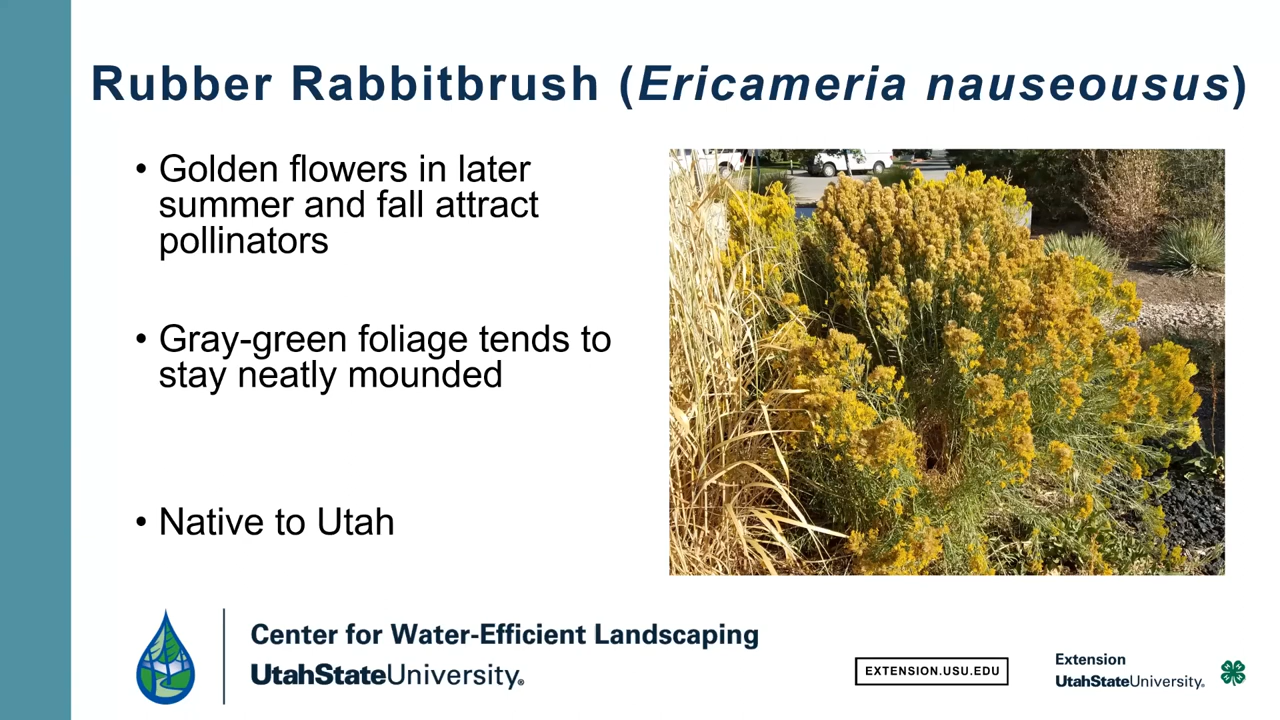 Rubber Rabbitbrush (Ericameria nauseousus)
• Golden flowers in later
summer and fall attract
pollinators
• Gray-green foliage tends to
stay neatly mounded
• Native to Utah
Center for Water-Efficient Landscaping
UtahStateUniversity®
EXTENSION.USU.EDU
Extension
UtahStateUniversity®